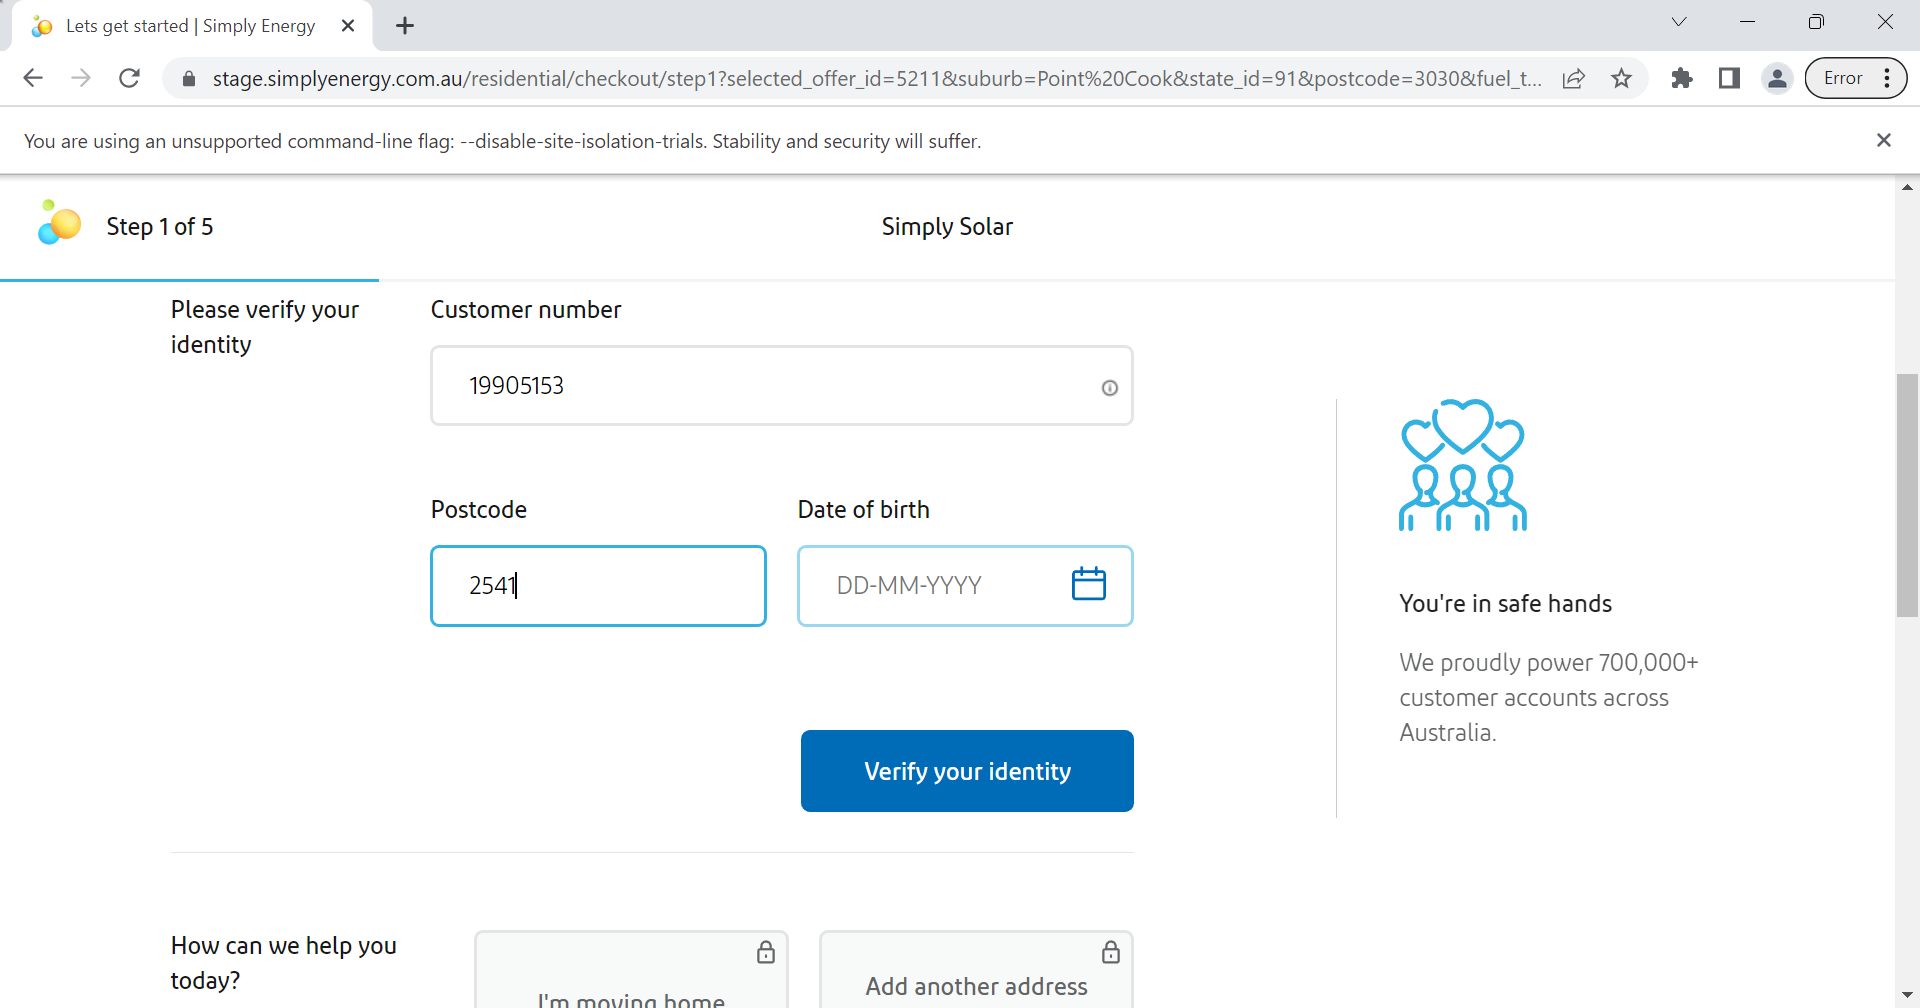 Lets get started | Simply Energy
stage.simplyenergy.com.au/residential/checkout/step1?selected_offer_id=5211&suburb=Point%20Cook&state_id=91&postcode=3030&fuel_t...
Error
You are using an unsupported command-line flag: --disable-site-isolation-trials. Stability and security will suffer.
Step 1 of 5
Simply Solar
Please verify your
identity
Customer number
19905153
Postcode
Date of birth
2541
DD-MM-YYYY
Verify your identity
You're in safe hands
We proudly power 700,000+
customer accounts across
Australia.
How can we help you
today?
I'm moving home
Add another address